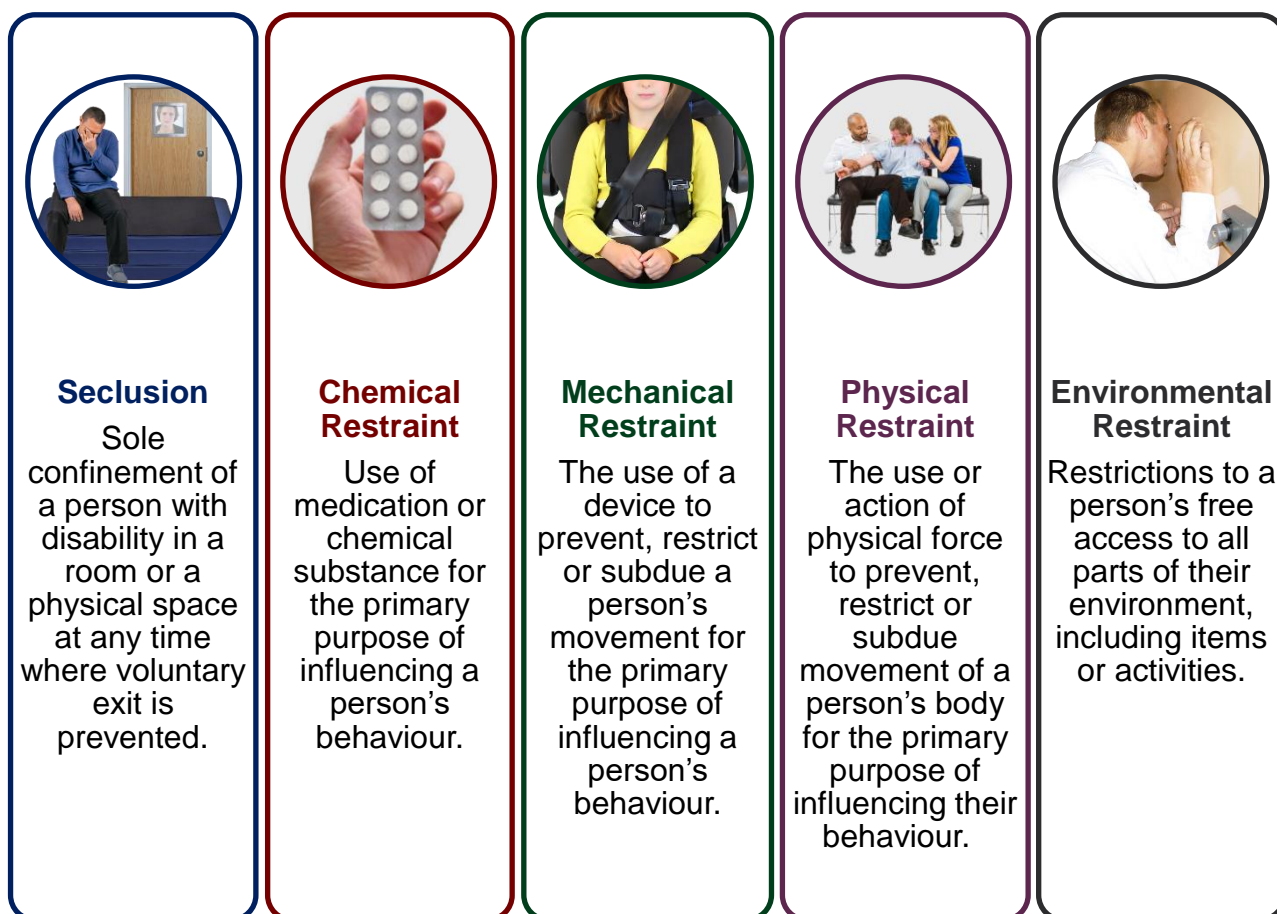 Seclusion
Sole
confinement of
a person with
disability in a
room or a
physical space
at any time
where voluntary
exit is
prevented.
Chemical
Restraint
Use of
medication or
chemical
substance for
the primary
purpose of
influencing a
person’s
behaviour.
Mechanical
Restraint
The use of a
device to
prevent, restrict
or subdue a
person’s
movement for
the primary
purpose of
influencing a
person’s
behaviour.
Physical
Restraint
The use or
action of
physical force
to prevent,
restrict or
subdue
movement of a
person’s body
for the primary
purpose of
influencing their
behaviour.
Environmental
Restraint
Restrictions to a
person’s free
access to all
parts of their
environment,
including items
or activities.